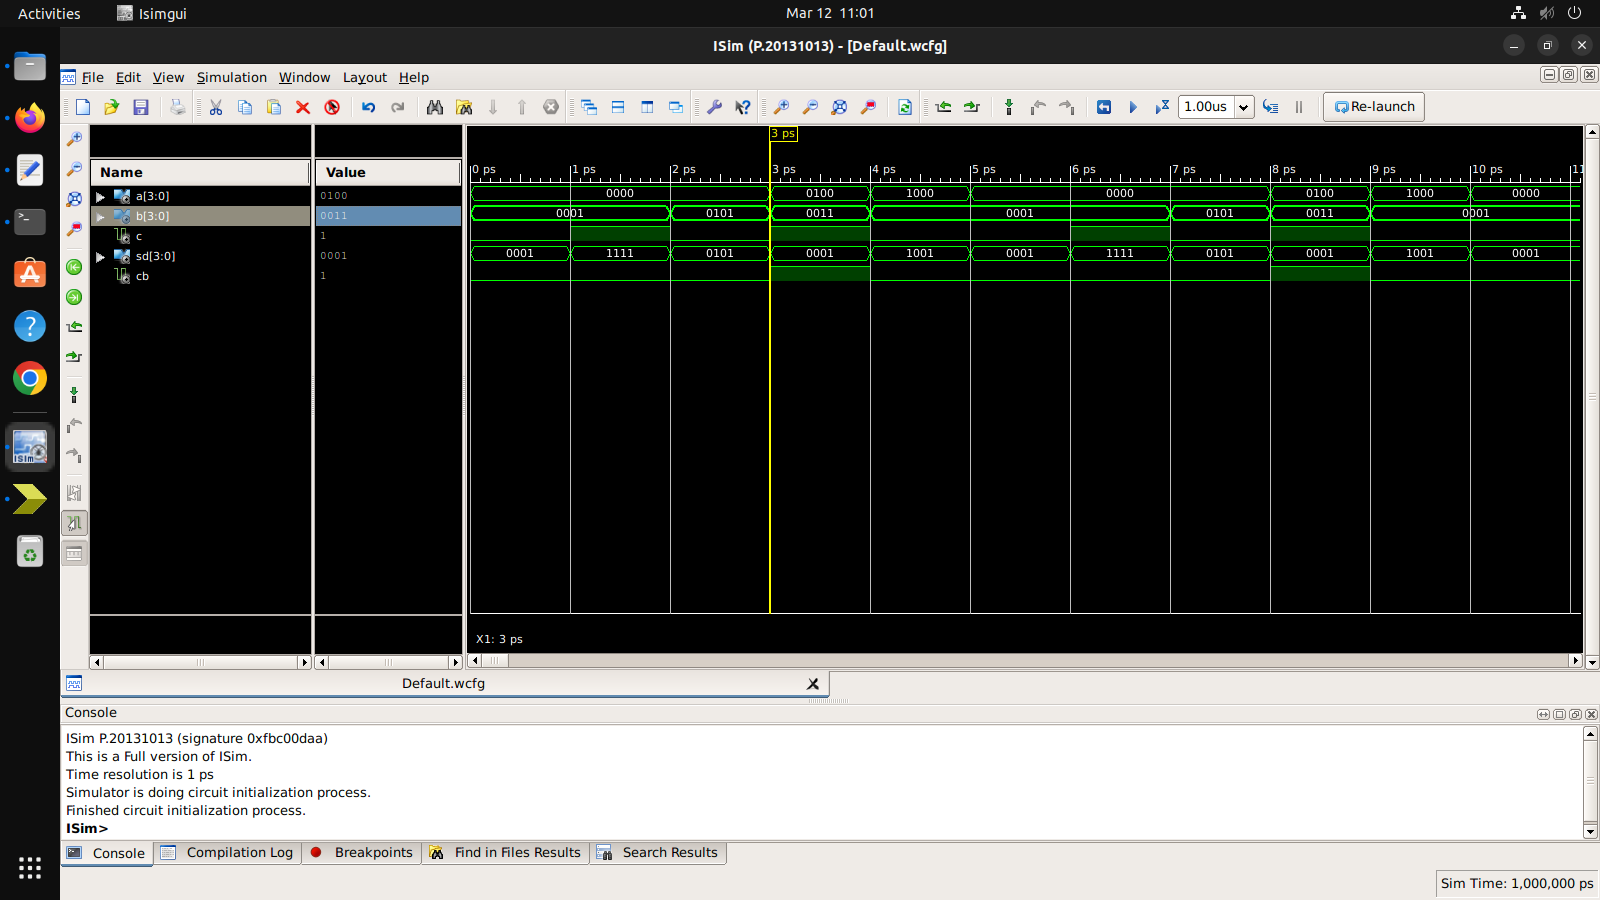 Activities Isimgui Mar 12 11:01
ISim (P.20131013) - [Default.wcfg]
File Edit View Simulation Window Layout Help
1.00us Re-launch
3 ps
Name Value 0 ps 1 ps 2 ps 3 ps 4 ps 5 ps 6 ps 7 ps 8 ps 9 ps 10 ps 11
a[3:0] 0100 0000 0100 1000 0000 0100 1000 0000
b[3:0] 0011 0001 0101 0011 0001 0101 0011 0001
c 1
sd[3:0] 0001 0001 1111 0101 0001 1001 0001 1111 0101 0001 1001 0001
cb 1
ISim
X1: 3 ps
Default.wcfg
Console
ISim P.20131013 (signature 0xfbc00daa)
This is a Full version of ISim.
Time resolution is 1 ps
Simulator is doing circuit initialization process.
Finished circuit initialization process.
ISim>
Console Compilation Log Breakpoints Find in Files Results Search Results
Sim Time: 1,000,000 ps